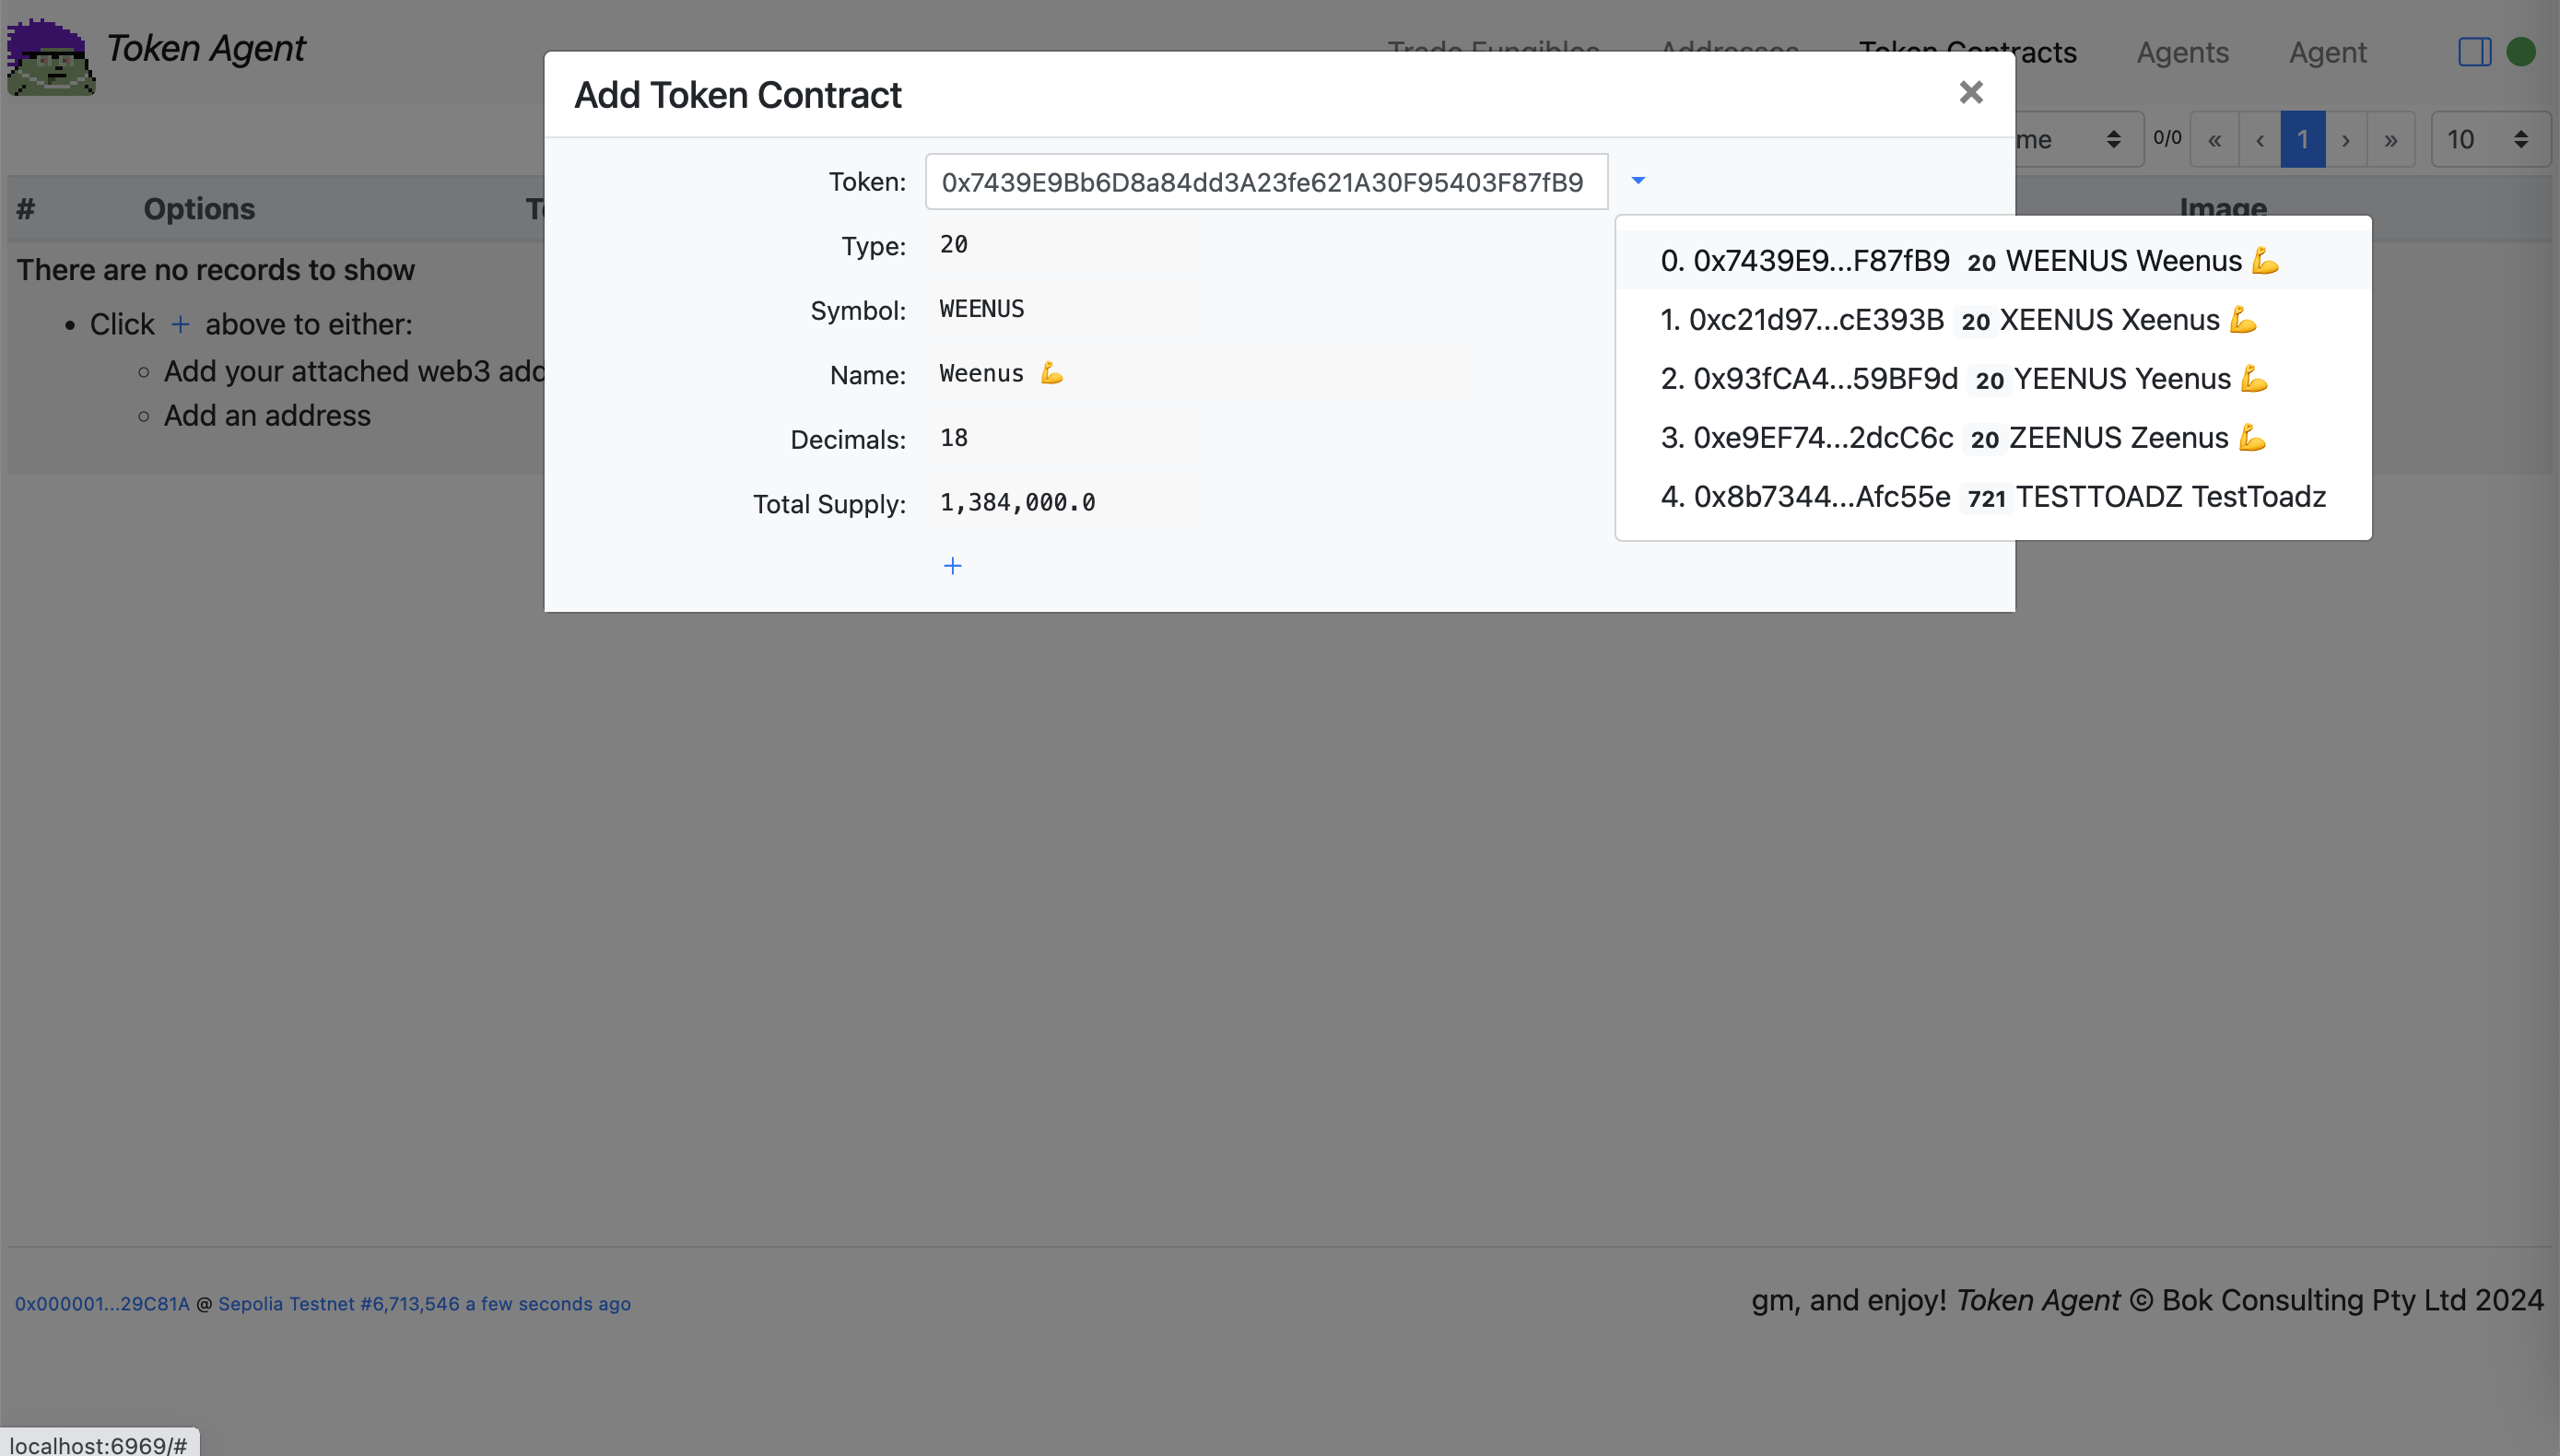 Token Agent
Trade Fungibles Addresses Token Contracts Agents Agent
Add Token Contract ×
me 0/0 « ‹ 1 › » 10
# Options Image
There are no records to show
Click + above to either:
Add your attached web3 add
Add an address
Token: 0x7439E9Bb6D8a84dd3A23fe621A30F95403F87fB9
Type: 20
Symbol: WEENUS
Name: Weenus 💪
Decimals: 18
Total Supply: 1,384,000.0
+
0. 0x7439E9...F87fB9 20 WEENUS Weenus 💪
1. 0xc21d97...cE393B 20 XEENUS Xeenus 💪
2. 0x93fCA4...59BF9d 20 YEENUS Yeenus 💪
3. 0xe9EF74...2dcC6c 20 ZEENUS Zeenus 💪
4. 0x8b7344...Afc55e 721 TESTTOADZ TestToadz
0x000001...29C81A @ Sepolia Testnet #6,713,546 a few seconds ago
gm, and enjoy! Token Agent © Bok Consulting Pty Ltd 2024
localhost:6969/#